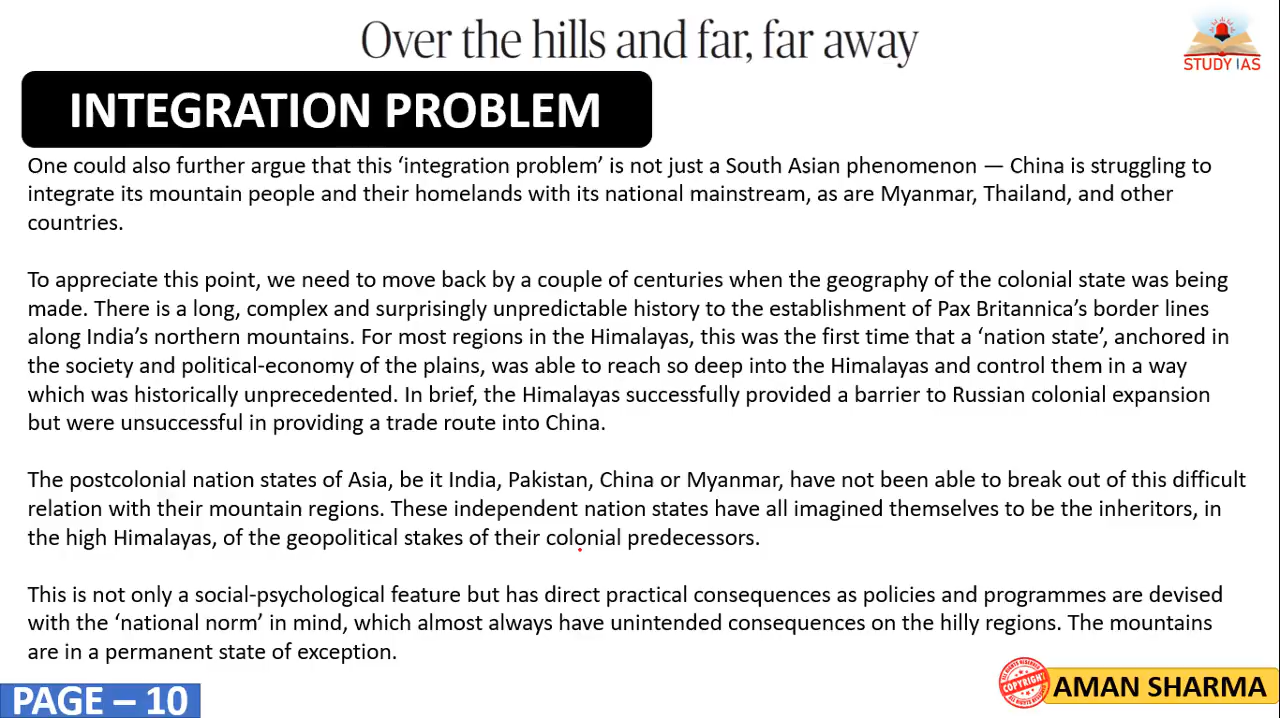 Over the hills and far, far away
STUDY IAS
INTEGRATION PROBLEM
One could also further argue that this ‘integration problem’ is not just a South Asian phenomenon — China is struggling to
integrate its mountain people and their homelands with its national mainstream, as are Myanmar, Thailand, and other
countries.
To appreciate this point, we need to move back by a couple of centuries when the geography of the colonial state was being
made. There is a long, complex and surprisingly unpredictable history to the establishment of Pax Britannica’s border lines
along India’s northern mountains. For most regions in the Himalayas, this was the first time that a ‘nation state’, anchored in
the society and political-economy of the plains, was able to reach so deep into the Himalayas and control them in a way
which was historically unprecedented. In brief, the Himalayas successfully provided a barrier to Russian colonial expansion
but were unsuccessful in providing a trade route into China.
The postcolonial nation states of Asia, be it India, Pakistan, China or Myanmar, have not been able to break out of this difficult
relation with their mountain regions. These independent nation states have all imagined themselves to be the inheritors, in
the high Himalayas, of the geopolitical stakes of their colonial predecessors.
This is not only a social-psychological feature but has direct practical consequences as policies and programmes are devised
with the ‘national norm’ in mind, which almost always have unintended consequences on the hilly regions. The mountains
are in a permanent state of exception.
PAGE – 10
COPYRIGHT
AMAN SHARMA